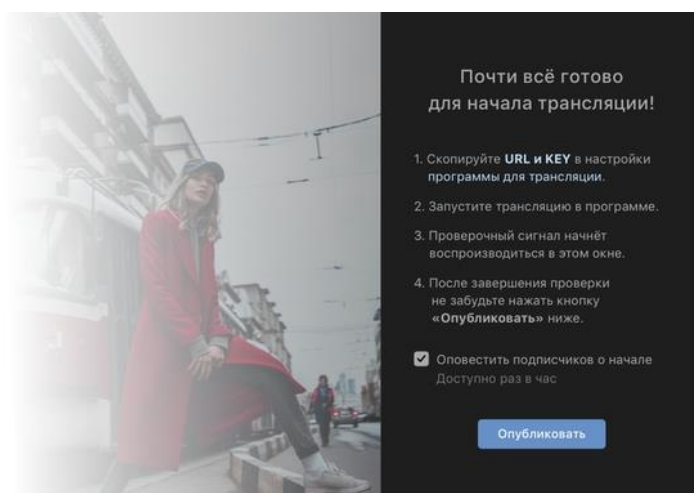 Почти всё готово
для начала трансляции!
1. Скопируйте URL и KEY в настройки
программы для трансляции.
2. Запустите трансляцию в программе.
3. Проверочный сигнал начнёт
воспроизводиться в этом окне.
4. После завершения проверки
не забудьте нажать кнопку
«Опубликовать» ниже.
Оповестить подписчиков о начале
Доступно раз в час
Опубликовать